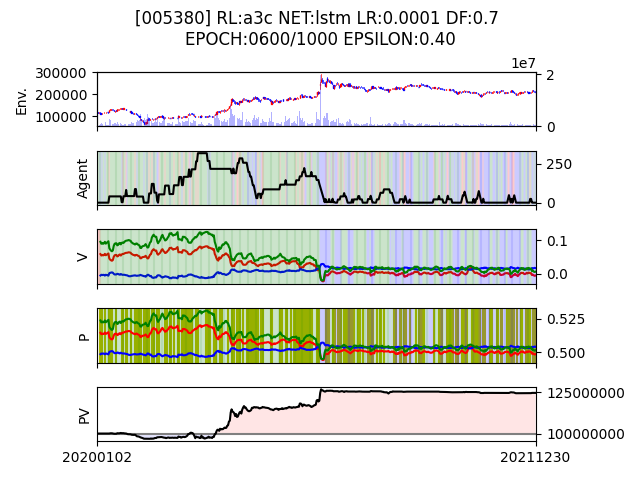 [005380] RL:a3c NET:lstm LR:0.0001 DF:0.7
EPOCH:0600/1000 EPSILON:0.40
1e7
300000
200000
100000
Env.
2
0
Agent
250
0
V
0.1
0.0
P
0.525
0.500
PV
125000000
100000000
20200102
20211230